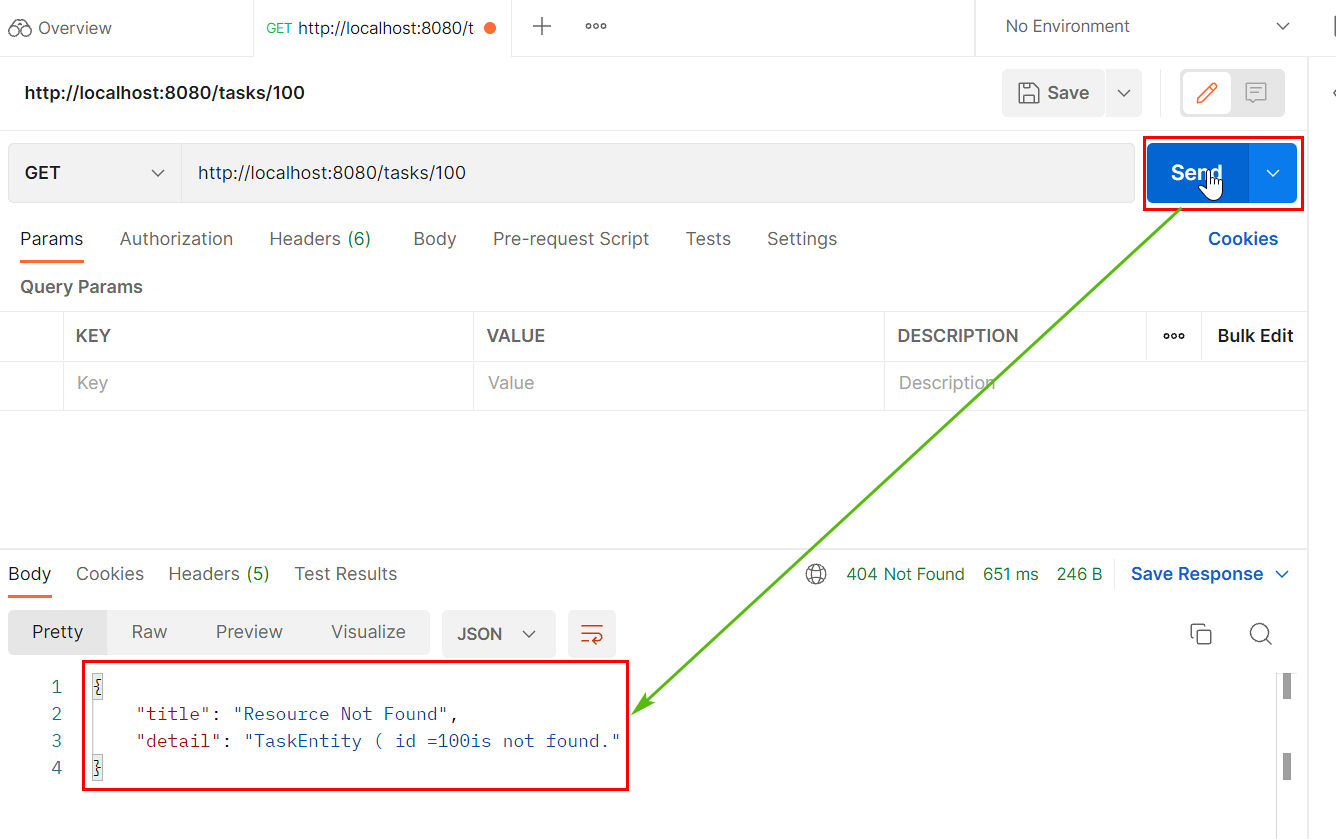 Overview
GET http://localhost:8080/t
No Environment
http://localhost:8080/tasks/100
Save
GET
http://localhost:8080/tasks/100
Send
Params Authorization Headers (6) Body Pre-request Script Tests Settings Cookies
Query Params
KEY VALUE DESCRIPTION Bulk Edit
Key Value Description
Body Cookies Headers (5) Test Results 404 Not Found 651 ms 246 B Save Response
Pretty Raw Preview Visualize JSON
1 {
2 "title": "Resource Not Found",
3 "detail": "TaskEntity ( id =100is not found."
4 }